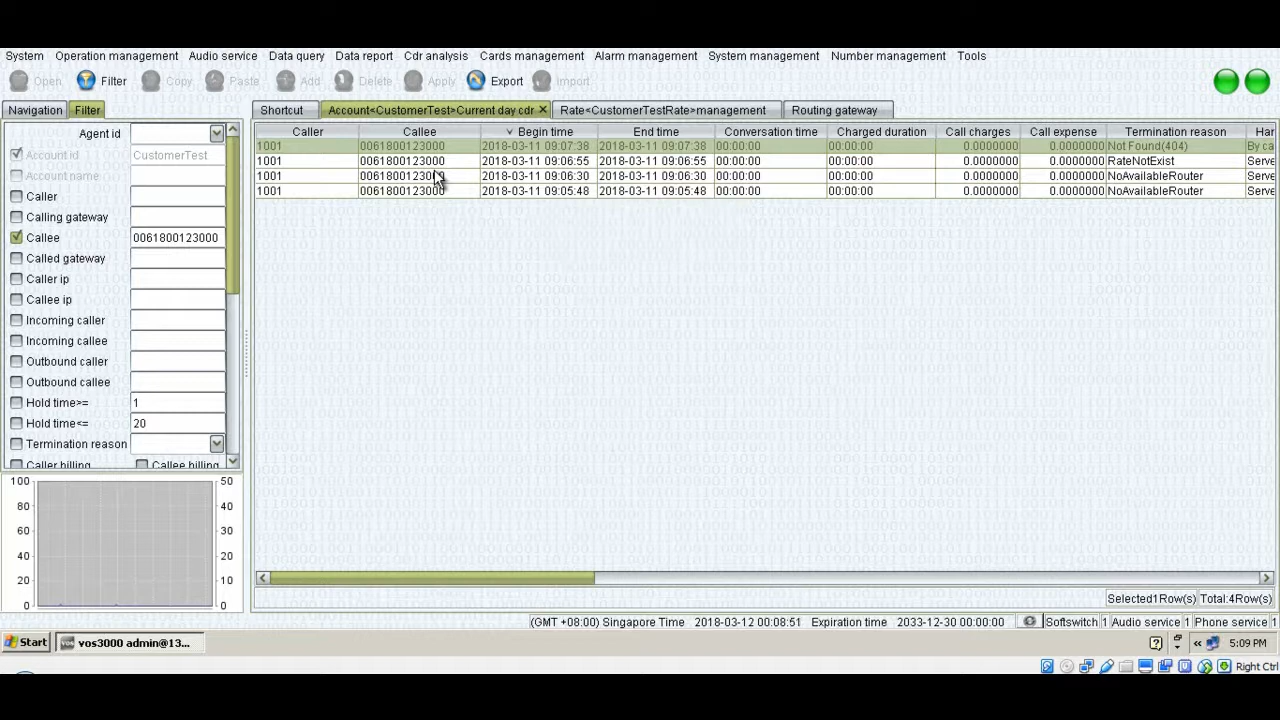 System Operation management Audio service Data query Data report Cdr analysis Cards management Alarm management System management Number management Tools
Open Filter Copy Paste Add Delete Apply Export Import
Navigation Filter Shortcut Account<CustomerTest>Current day cdr Rate<CustomerTestRate>management Routing gateway
Agent id
Account id CustomerTest
Account name
Caller
Calling gateway
Callee 0061800123000
Called gateway
Caller ip
Callee ip
Incoming caller
Incoming callee
Outbound caller
Outbound callee
Hold time>= 1
Hold time<= 20
Termination reason
Caller billing Callee billing
100 50
80 40
60 30
40 20
20 10
0 0
Caller Callee Begin time End time Conversation time Charged duration Call charges Call expense Termination reason Har
1001 0061800123000 2018-03-11 09:07:38 2018-03-11 09:07:38 00:00:00 00:00:00 0.0000000 0.0000000 Not Found(404) By ca
1001 0061800123000 2018-03-11 09:06:55 2018-03-11 09:06:55 00:00:00 00:00:00 0.0000000 0.0000000 RateNotExist Serve
1001 0061800123000 2018-03-11 09:06:30 2018-03-11 09:06:30 00:00:00 00:00:00 0.0000000 0.0000000 NoAvailableRouter Serve
1001 0061800123000 2018-03-11 09:05:48 2018-03-11 09:05:48 00:00:00 00:00:00 0.0000000 0.0000000 NoAvailableRouter Serve
Selected1Row(s) Total:4Row(s)
(GMT +08:00) Singapore Time 2018-03-12 00:08:51 Expiration time 2033-12-30 00:00:00 Softswitch 1 Audio service 1 Phone service 1
Start vos3000 admin@13... 5:09 PM
Right Ctrl